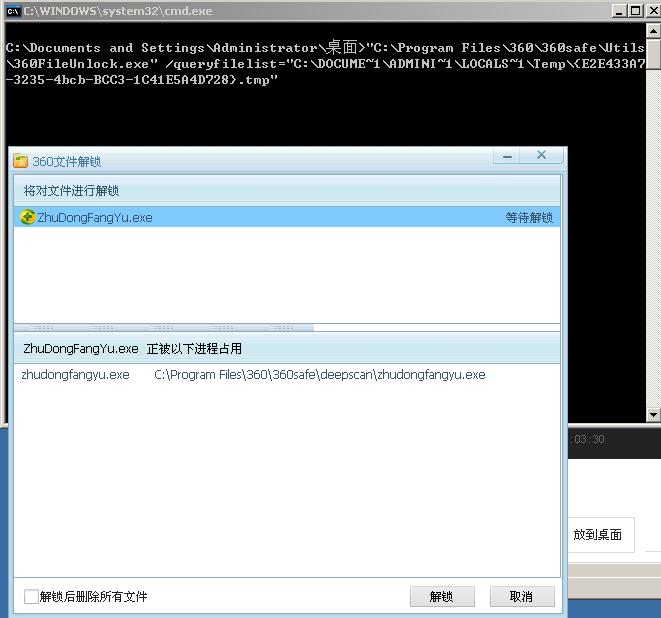 C:\WINDOWS\system32\cmd.exe
C:\Documents and Settings\Administrator\桌面>"C:\Program Files\360\360safe\Utils
\360FileUnlock.exe" /queryfilelist="C:\DOCUME~1\ADMINI~1\LOCALS~1\Temp\{E2E433A7
-3235-4bcb-BCC3-1C41E5A4D728}.tmp"
360文件解锁
将对文件进行解锁
ZhuDongFangYu.exe 等待解锁
ZhuDongFangYu.exe 正被以下进程占用
zhudongfangyu.exe C:\Program Files\360\360safe\deepscan\zhudongfangyu.exe
:03:30
放到桌面
解锁后删除所有文件 解锁 取消